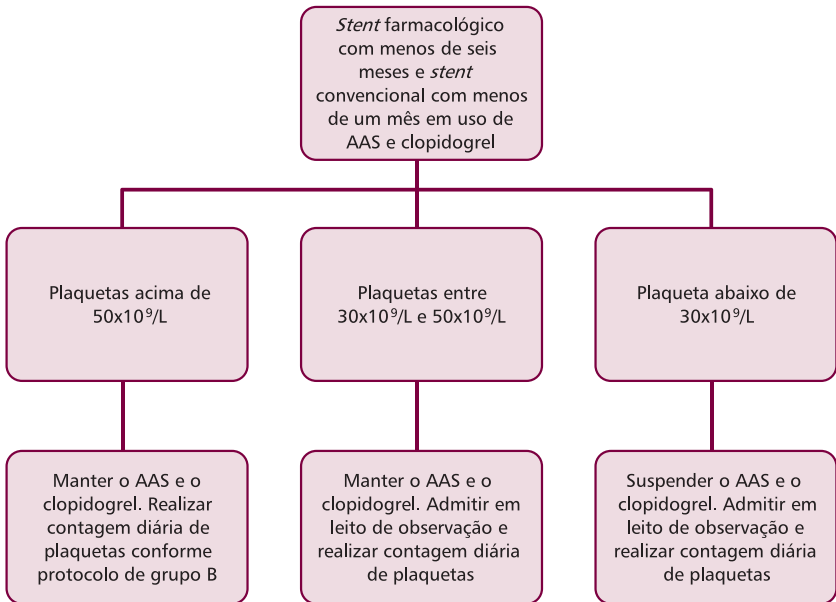 Stent farmacológico
com menos de seis
meses e stent
convencional com menos
de um mês em uso de
AAS e clopidogrel
Plaquetas acima de
50x10⁹/L
Plaquetas entre
30x10⁹/L e 50x10⁹/L
Plaqueta abaixo de
30x10⁹/L
Manter o AAS e o
clopidogrel. Realizar
contagem diária de
plaquetas conforme
protocolo de grupo B
Manter o AAS e o
clopidogrel. Admitir em
leito de observação e
realizar contagem diária
de plaquetas
Suspender o AAS e o
clopidogrel. Admitir em
leito de observação e
realizar contagem diária
de plaquetas